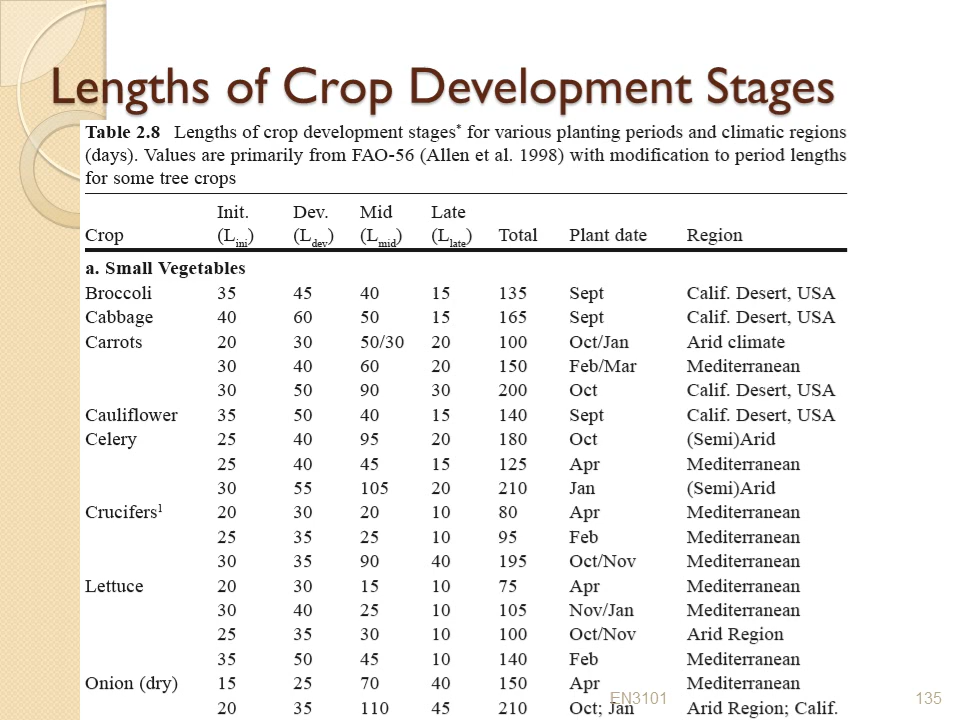 Lengths of Crop Development Stages
Table 2.8 Lengths of crop development stages* for various planting periods and climatic regions
(days). Values are primarily from FAO-56 (Allen et al. 1998) with modification to period lengths
for some tree crops
Init. Dev. Mid Late
Crop (Lini) (Ldev) (Lmid) (Llate) Total Plant date Region
a. Small Vegetables
Broccoli 35 45 40 15 135 Sept Calif. Desert, USA
Cabbage 40 60 50 15 165 Sept Calif. Desert, USA
Carrots 20 30 50/30 20 100 Oct/Jan Arid climate
30 40 60 20 150 Feb/Mar Mediterranean
30 50 90 30 200 Oct Calif. Desert, USA
Cauliflower 35 50 40 15 140 Sept Calif. Desert, USA
Celery 25 40 95 20 180 Oct (Semi)Arid
25 40 45 15 125 Apr Mediterranean
30 55 105 20 210 Jan (Semi)Arid
Crucifers1 20 30 20 10 80 Apr Mediterranean
25 35 25 10 95 Feb Mediterranean
30 35 90 40 195 Oct/Nov Mediterranean
Lettuce 20 30 15 10 75 Apr Mediterranean
30 40 25 10 105 Nov/Jan Mediterranean
25 35 30 10 100 Oct/Nov Arid Region
35 50 45 10 140 Feb Mediterranean
Onion (dry) 15 25 70 40 150 Apr Mediterranean
20 35 110 45 210 Oct; Jan Arid Region; Calif.
EN3101 135